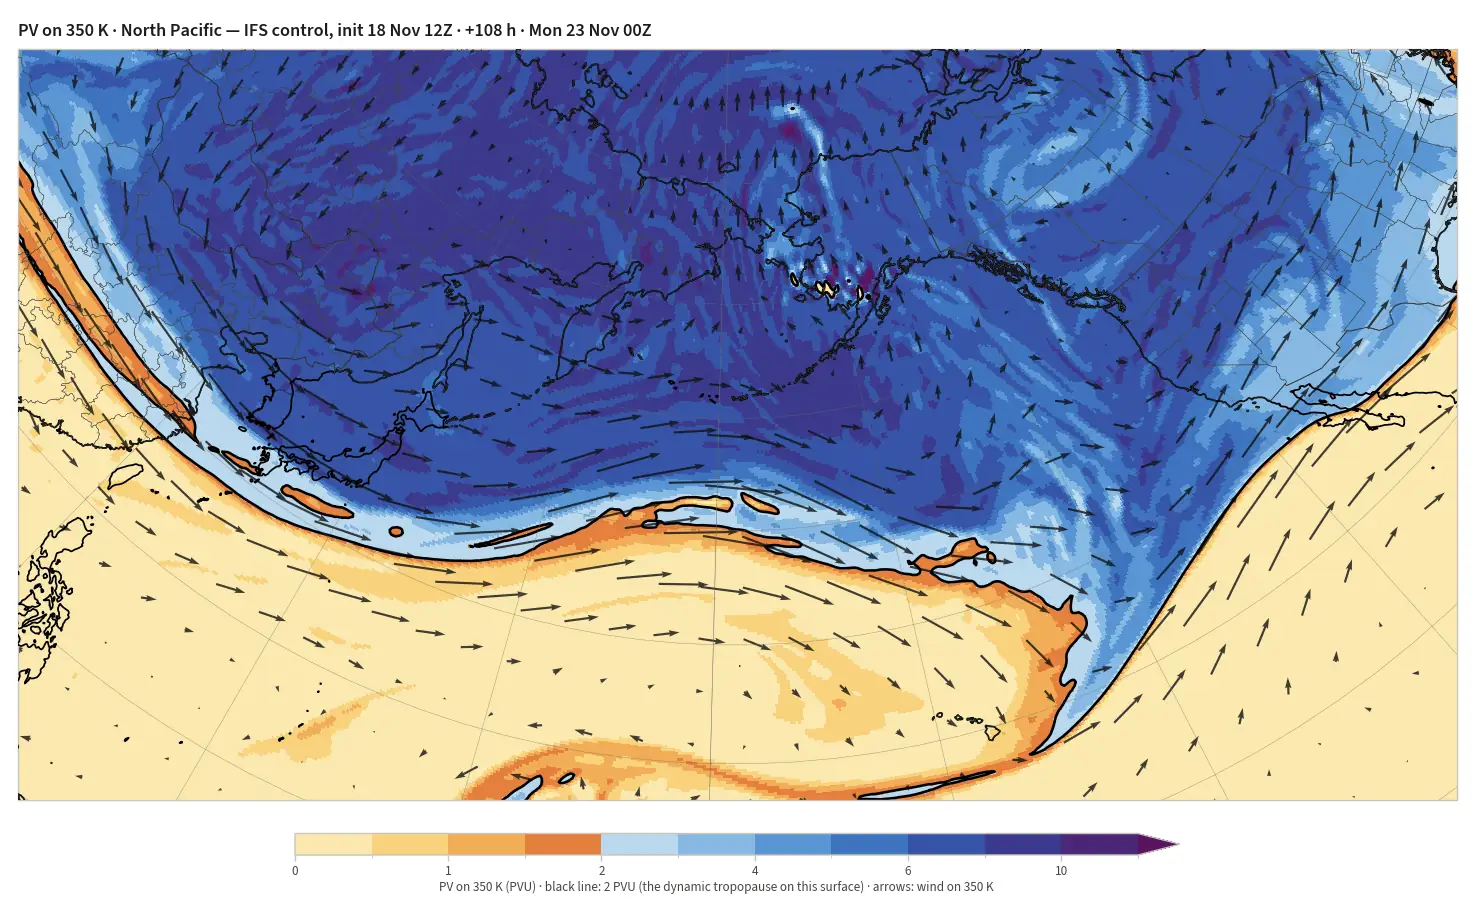 PV on 350 K · North Pacific — IFS control, init 18 Nov 12Z · +108 h · Mon 23 Nov 00Z
0 1 2 4 6 10
PV on 350 K (PVU) · black line: 2 PVU (the dynamic tropopause on this surface) · arrows: wind on 350 K